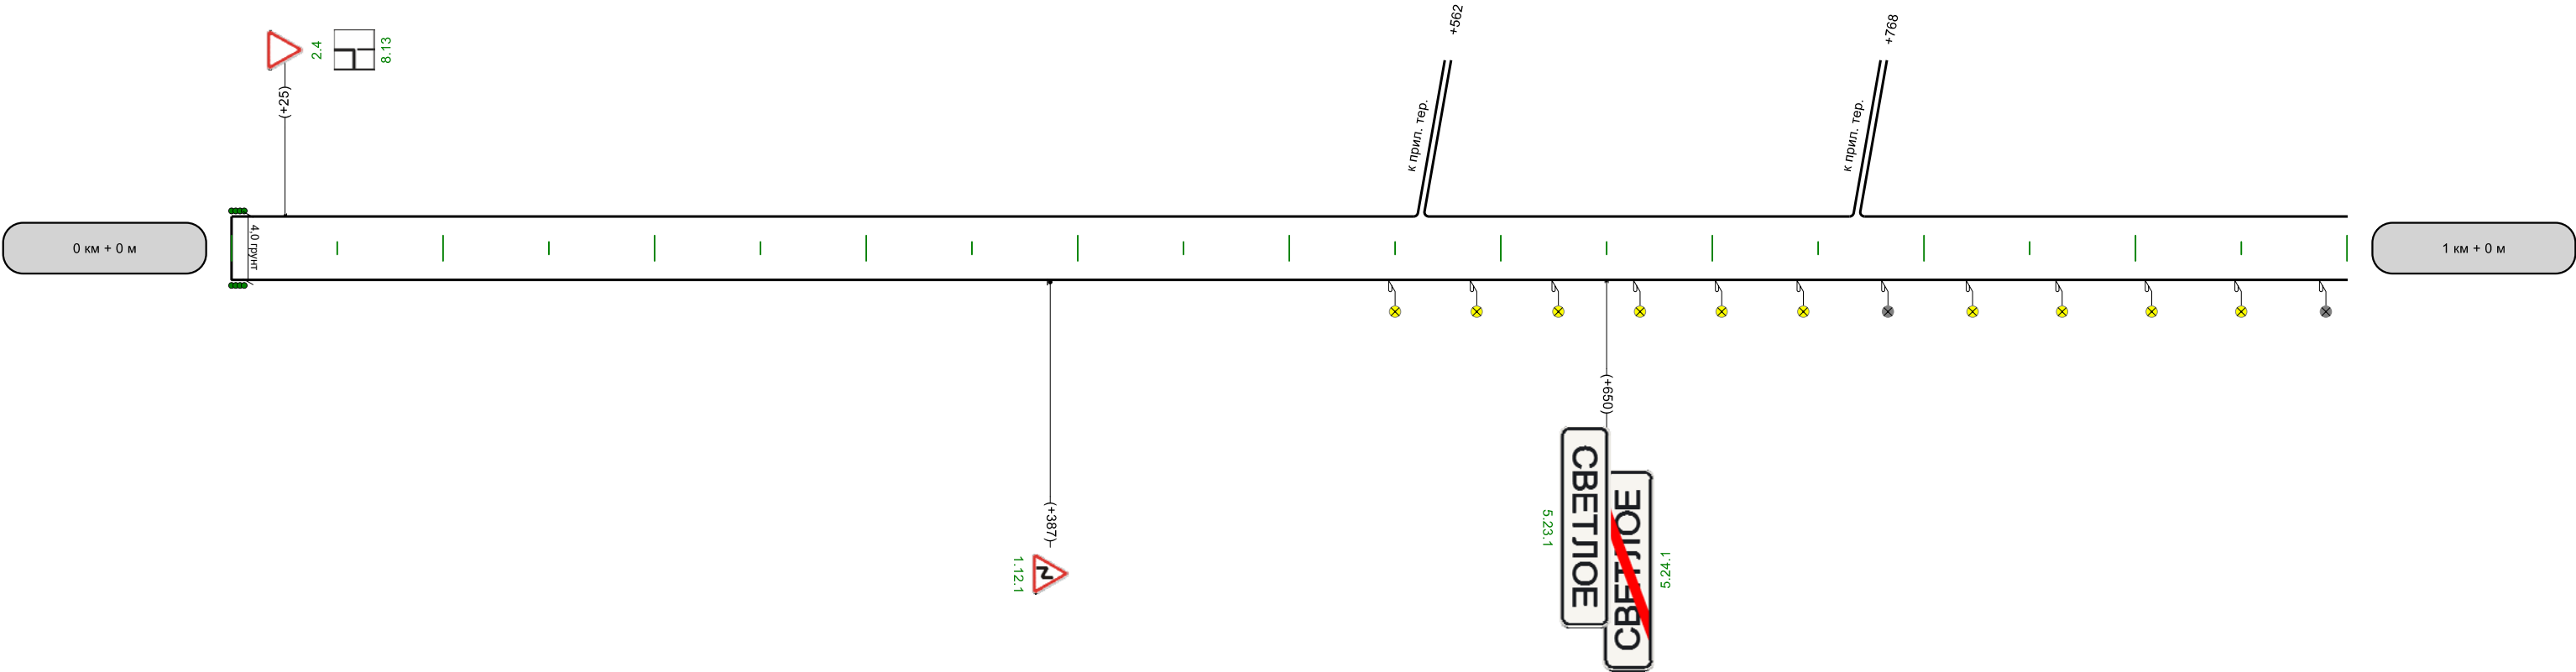 +562
+768
2.4
8.13
(+25)
к прил. тер.
к прил. тер.
0 км + 0 м
4,0 грунт
1 км + 0 м
(+650)
(+387)
1.12.1
5.23.1
СВЕТЛОЕ
СВЕТЛОЕ
5.24.1